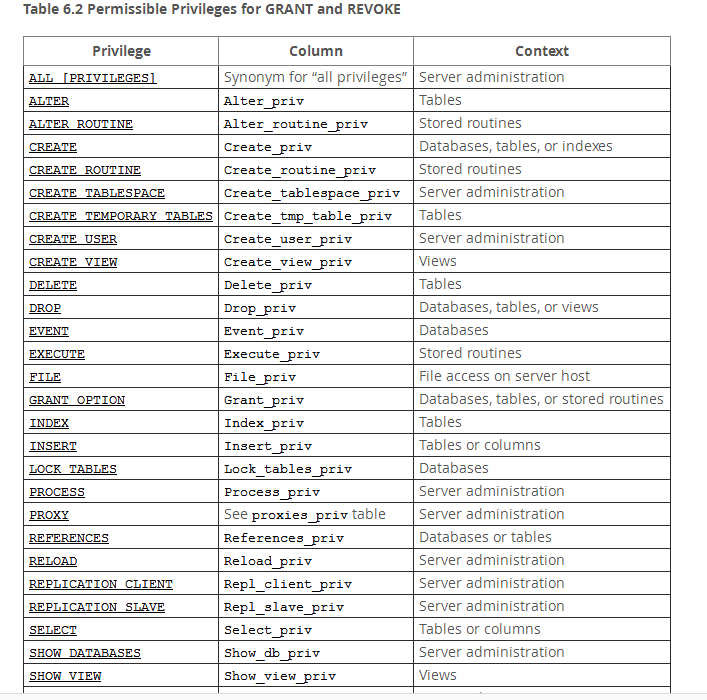 Table 6.2 Permissible Privileges for GRANT and REVOKE
Privilege Column Context
ALL [PRIVILEGES] Synonym for “all privileges” Server administration
ALTER Alter_priv Tables
ALTER ROUTINE Alter_routine_priv Stored routines
CREATE Create_priv Databases, tables, or indexes
CREATE ROUTINE Create_routine_priv Stored routines
CREATE TABLESPACE Create_tablespace_priv Server administration
CREATE TEMPORARY TABLES Create_tmp_table_priv Tables
CREATE USER Create_user_priv Server administration
CREATE VIEW Create_view_priv Views
DELETE Delete_priv Tables
DROP Drop_priv Databases, tables, or views
EVENT Event_priv Databases
EXECUTE Execute_priv Stored routines
FILE File_priv File access on server host
GRANT OPTION Grant_priv Databases, tables, or stored routines
INDEX Index_priv Tables
INSERT Insert_priv Tables or columns
LOCK TABLES Lock_tables_priv Databases
PROCESS Process_priv Server administration
PROXY See proxies_priv table Server administration
REFERENCES References_priv Databases or tables
RELOAD Reload_priv Server administration
REPLICATION CLIENT Repl_client_priv Server administration
REPLICATION SLAVE Repl_slave_priv Server administration
SELECT Select_priv Tables or columns
SHOW DATABASES Show_db_priv Server administration
SHOW VIEW Show_view_priv Views